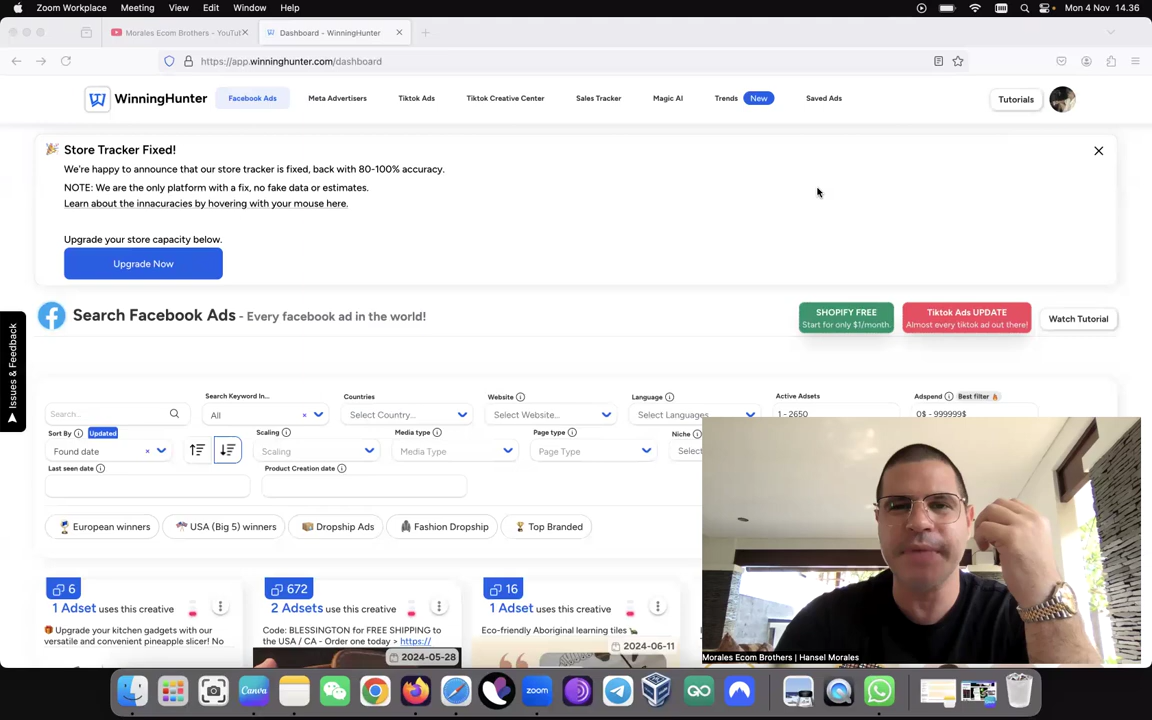 Zoom Workplace Meeting View Edit Window Help Mon 4 Nov 14.36
Morales Ecom Brothers - YouTu × Dashboard - WinningHunter × +
https://app.winninghunter.com/dashboard
WinningHunter Facebook Ads Meta Advertisers Tiktok Ads Tiktok Creative Center Sales Tracker Magic AI Trends New Saved Ads Tutorials
Store Tracker Fixed!
We're happy to announce that our store tracker is fixed, back with 80-100% accuracy.
NOTE: We are the only platform with a fix, no fake data or estimates.
Learn about the innacuracies by hovering with your mouse here.
Upgrade your store capacity below.
Upgrade Now
Issues & Feedback
Search Facebook Ads - Every facebook ad in the world!
SHOPIFY FREE
Start for only $1/month.
Tiktok Ads UPDATE
Almost every tiktok ad out there!
Watch Tutorial
Search Keyword In... Countries Website Language Active Adsets Adspend Best filter
Search... All × Select Country... Select Website... Select Languages 1 - 2650 0$ - 999999$
Sort By Updated Scaling Media type Page type Niche
Found date × Scaling Media Type Page Type Selec
Last seen date Product Creation date
European winners USA (Big 5) winners Dropship Ads Fashion Dropship Top Branded
6 672 16
1 Adset uses this creative 2 Adsets use this creative 1 Adset uses this creative
Upgrade your kitchen gadgets with our
versatile and convenient pineapple slicer! No
Code: BLESSINGTON for FREE SHIPPING to
the USA / CA - Order one today > https://
2024-05-28
Eco-friendly Aboriginal learning tiles
2024-06-11
Morales Ecom Brothers | Hansel Morales
Canva
zoom
GO